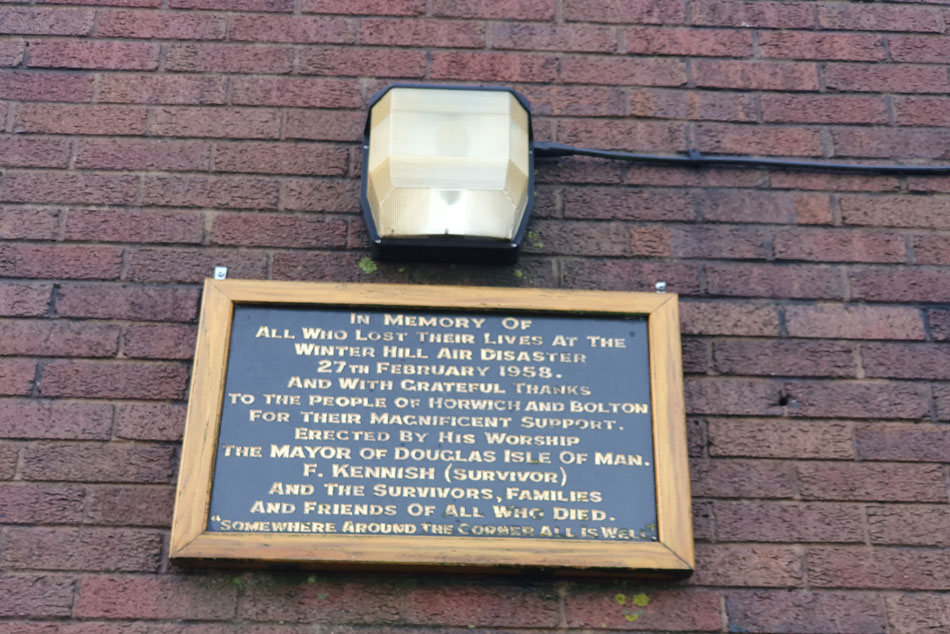 In Memory Of
All Who Lost Their Lives At The
Winter Hill Air Disaster
27th February 1958.
And With Grateful Thanks
to the people of Horwich and Bolton
For Their Magnificent Support.
Erected By His Worship
The Mayor of Douglas Isle Of Man.
F. Kennish (survivor)
And The Survivors, Families
And Friends Of All Who Died.
"Somewhere Around the Corner All is Well"